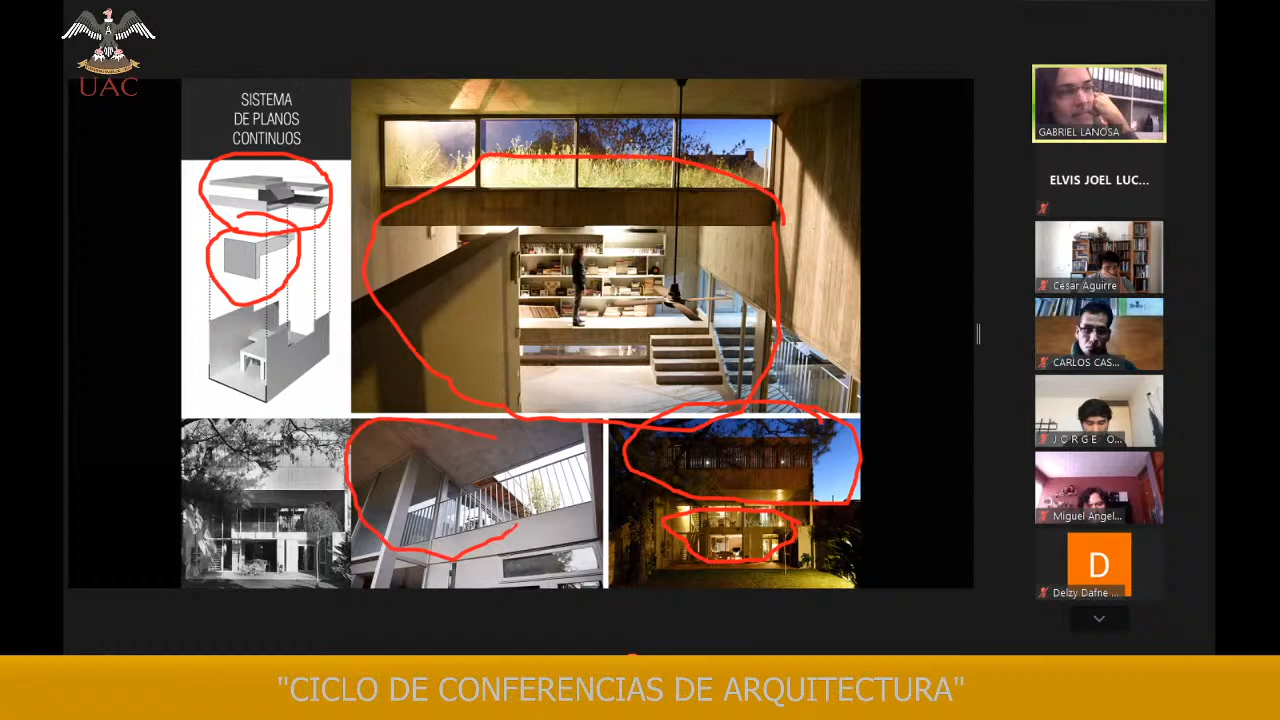 UAC
SISTEMA
DE PLANOS
CONTINUOS
GABRIEL LANOSA
ELVIS JOEL LUC...
César Aguirre
CARLOS CAS...
J O R G E O...
Miguel Angel...
D
Delzy Dafne ...
"CICLO DE CONFERENCIAS DE ARQUITECTURA"